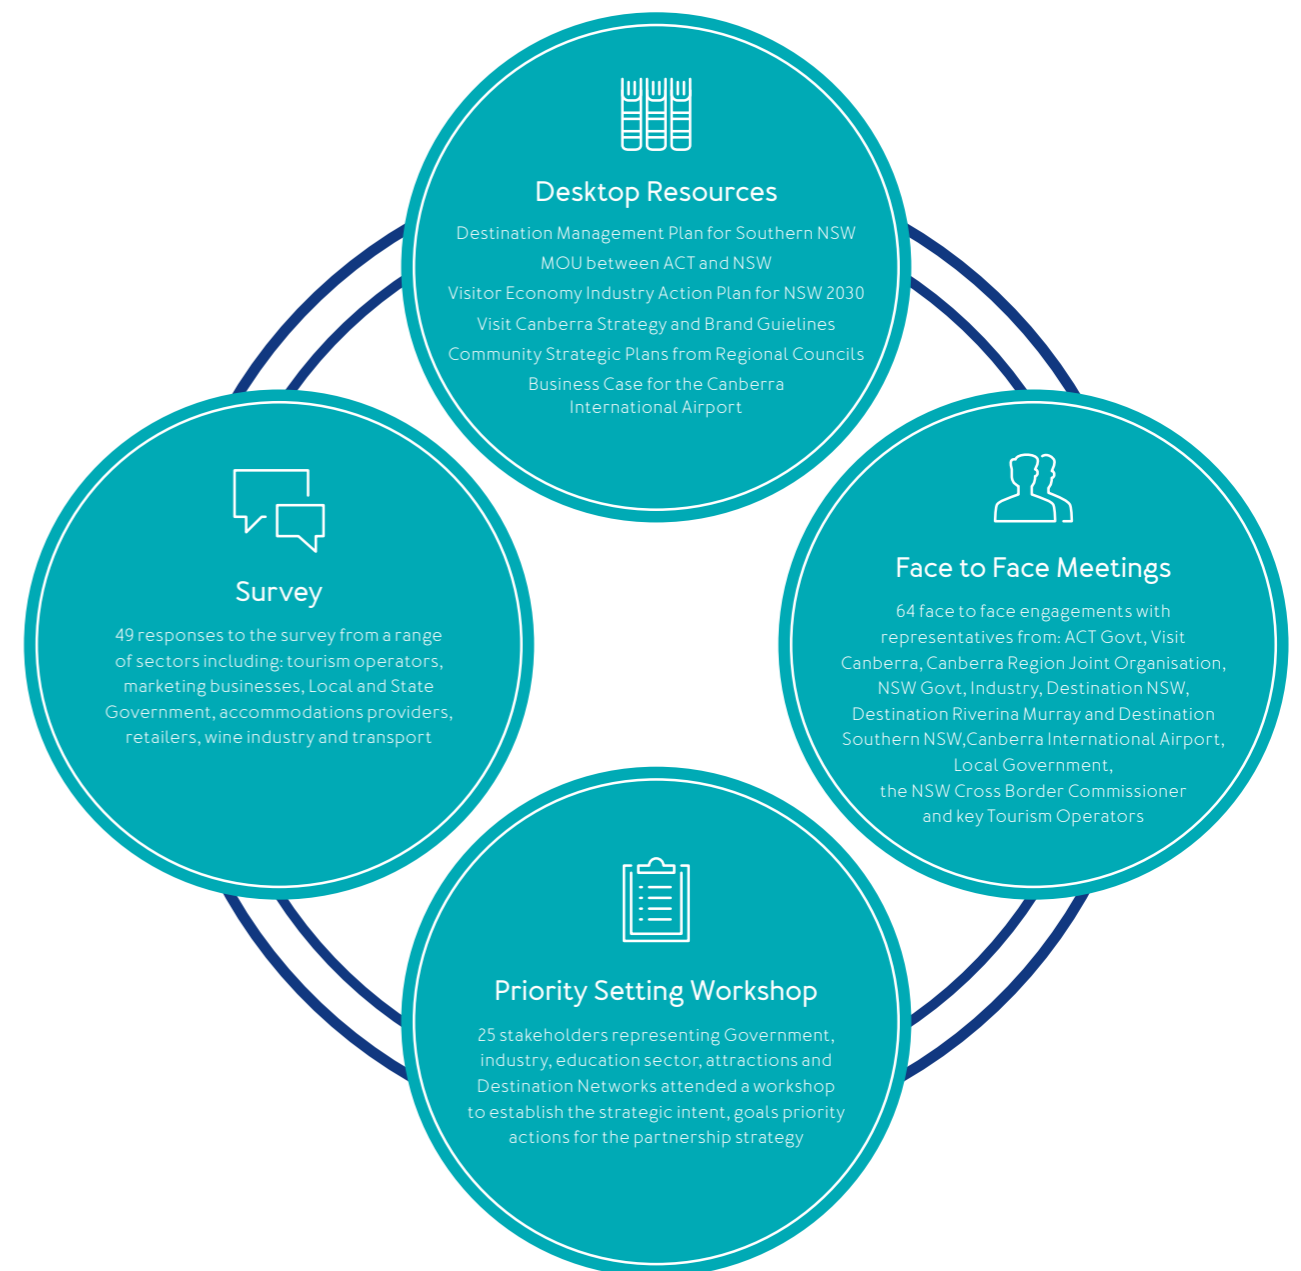 Desktop Resources
Destination Management Plan for Southern NSW
MOU between ACT and NSW
Visitor Economy Industry Action Plan for NSW 2030
Visit Canberra Strategy and Brand Guielines
Community Strategic Plans from Regional Councils
Business Case for the Canberra
International Airport
Survey
49 responses to the survey from a range
of sectors including: tourism operators,
marketing businesses, Local and State
Government, accommodations providers,
retailers, wine industry and transport
Face to Face Meetings
64 face to face engagements with
representatives from: ACT Govt, Visit
Canberra, Canberra Region Joint Organisation,
NSW Govt, Industry, Destination NSW,
Destination Riverina Murray and Destination
Southern NSW,Canberra International Airport,
Local Government,
the NSW Cross Border Commissioner
and key Tourism Operators
Priority Setting Workshop
25 stakeholders representing Government,
industry, education sector, attractions and
Destination Networks attended a workshop
to establish the strategic intent, goals priority
actions for the partnership strategy